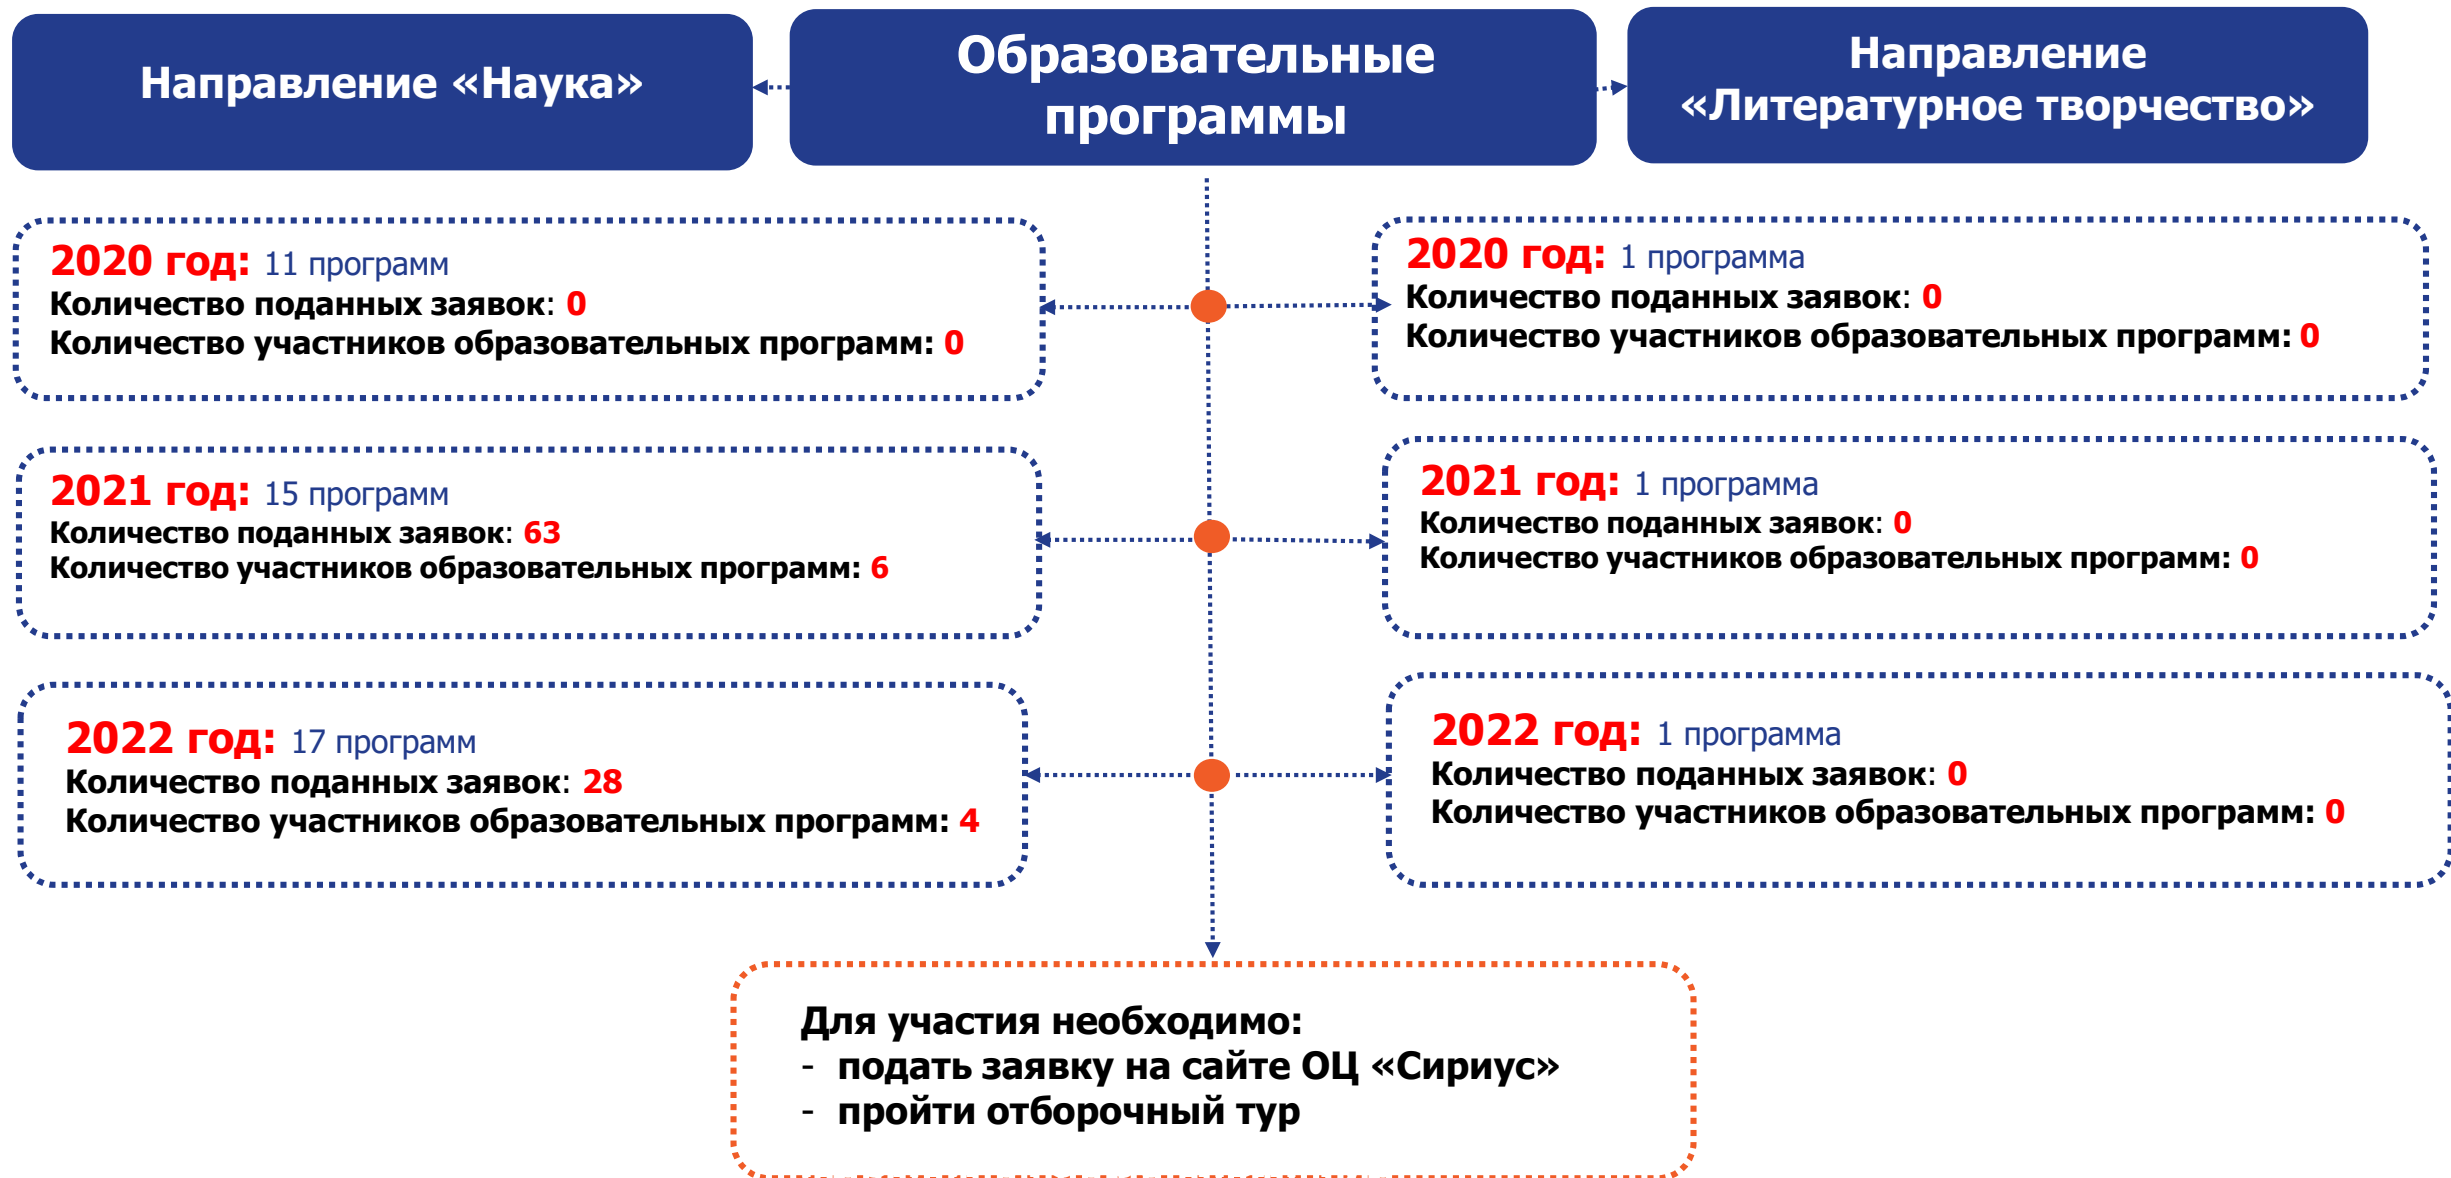 Направление «Наука»
Образовательные
программы
Направление
«Литературное творчество»
2020 год: 11 программ
Количество поданных заявок: 0
Количество участников образовательных программ: 0
2020 год: 1 программа
Количество поданных заявок: 0
Количество участников образовательных программ: 0
2021 год: 15 программ
Количество поданных заявок: 63
Количество участников образовательных программ: 6
2021 год: 1 программа
Количество поданных заявок: 0
Количество участников образовательных программ: 0
2022 год: 17 программ
Количество поданных заявок: 28
Количество участников образовательных программ: 4
2022 год: 1 программа
Количество поданных заявок: 0
Количество участников образовательных программ: 0
Для участия необходимо:
- подать заявку на сайте ОЦ «Сириус»
- пройти отборочный тур